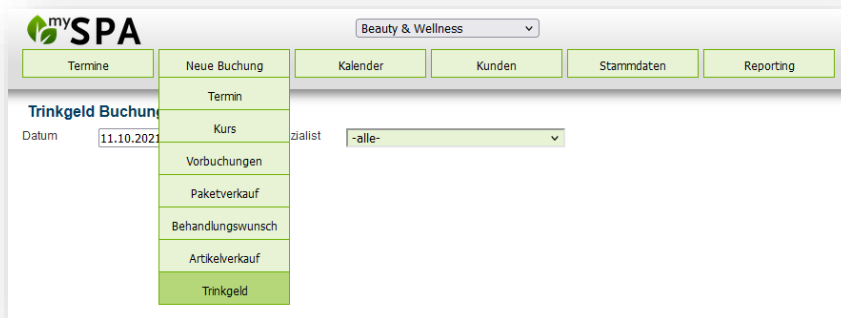 mySPA
Beauty & Wellness
Termine Neue Buchung Kalender Kunden Stammdaten Reporting
Termin
Trinkgeld Buchung
Kurs
Datum 11.10.2021 zialist -alle-
Vorbuchungen
Paketverkauf
Behandlungswunsch
Artikelverkauf
Trinkgeld